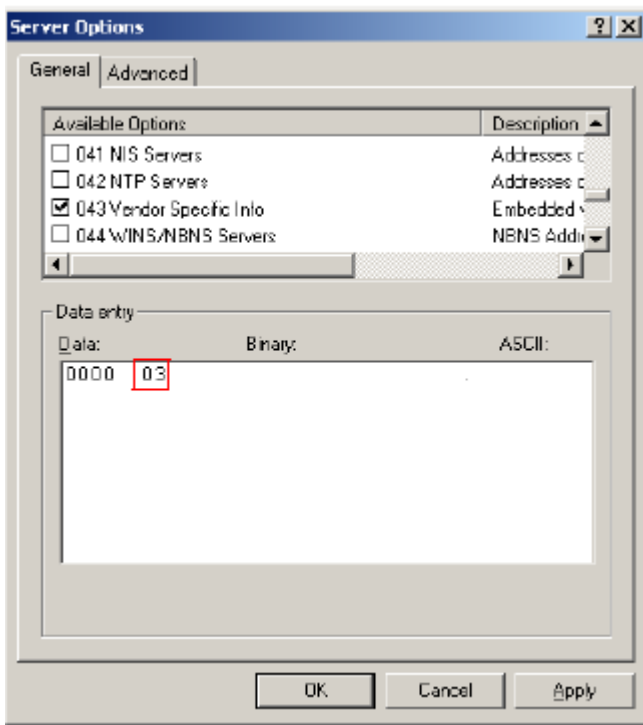 Server Options
General Advanced
Available Options Description
041 NIS Servers Addresses c
042 NTP Servers Addresses c
043 Vendor Specific Info Embedded v
044 WINS/NBNS Servers NBNS Addr
Data entry
Data: Binary: ASCII:
0000 03
OK Cancel Apply